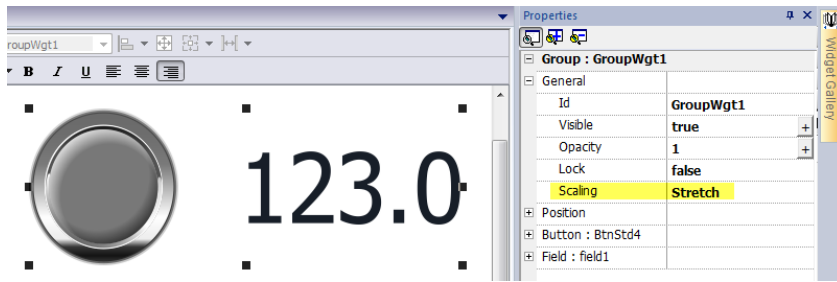 Properties
roupWgt1
B I U
Group : GroupWgt1
General
Id GroupWgt1
Visible true +
Opacity 1 +
Lock false
Scaling Stretch
Position
Button : BtnStd4
Field : field1
123.0
Widget Gallery